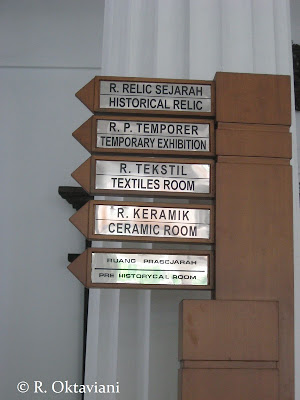 R. RELIC SEJARAH
HISTORICAL RELIC
R. P. TEMPORER
TEMPORARY EXHIBITION
R. TEKSTIL
TEXTILES ROOM
R. KERAMIK
CERAMIC ROOM
RUANG PRASEJARAH
PRE HISTORYCAL ROOM
© R. Oktaviani